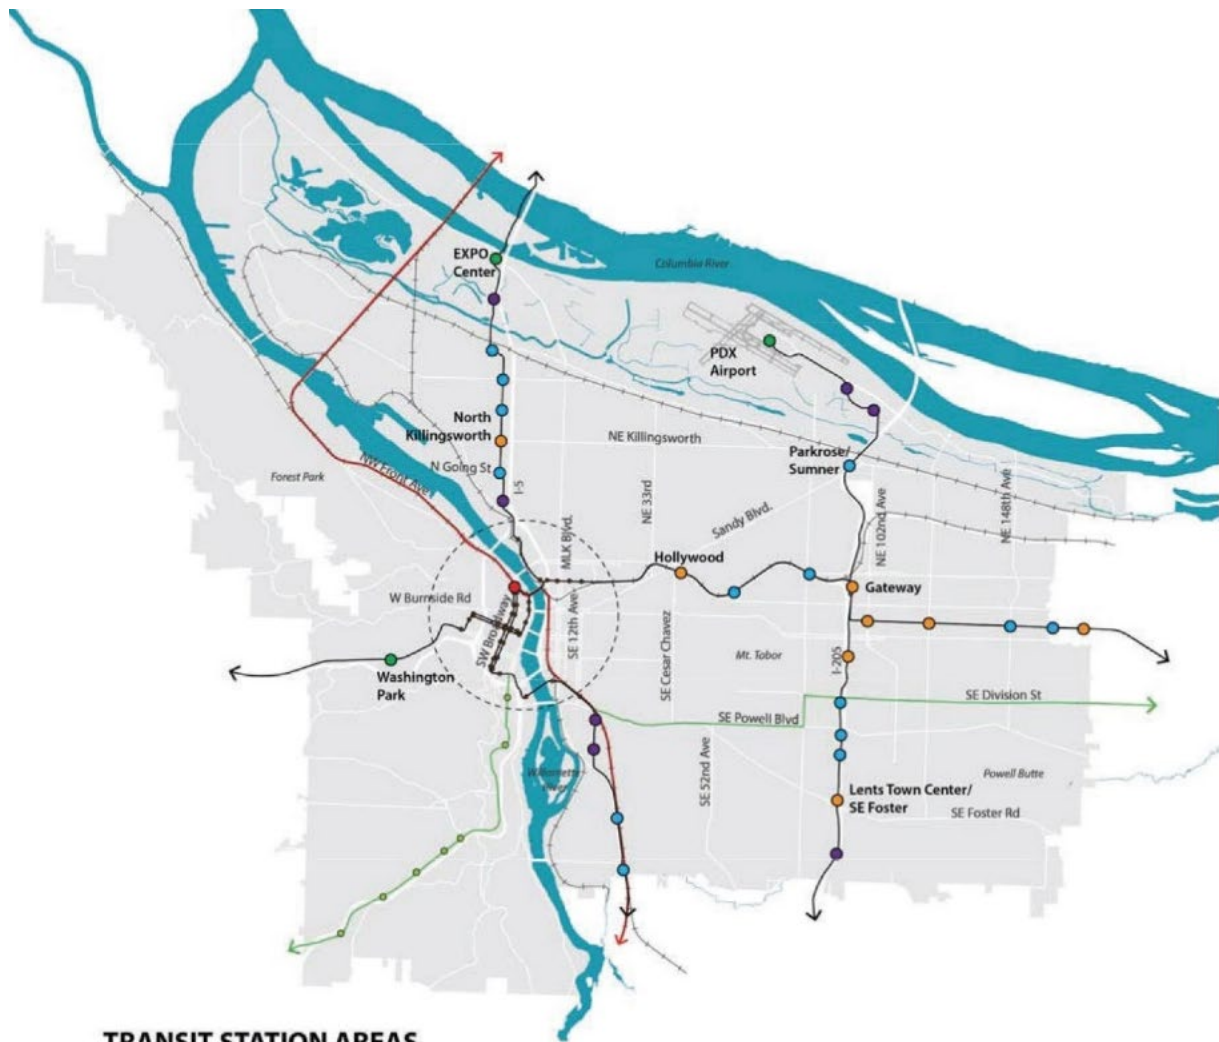 EXPO
Center
Columbia River
PDX
Airport
North
Killingsworth
NE Killingsworth
Parkrose/
Sumner
NW Front Ave
N Going St
Forest Park
I-5
NE 33rd
Sandy Blvd.
NE 102nd Ave
NE 148th Ave
MLK Blvd.
Hollywood
Gateway
W Burnside Rd
SW Broadway
SE 12th Ave
SE Cesar Chavez
Mt. Tabor
I-205
Washington
Park
SE Division St
SE Powell Blvd
SE 52nd Ave
Willamette
River
Powell Butte
Lents Town Center/
SE Foster
SE Foster Rd
TRANSIT STATION AREAS